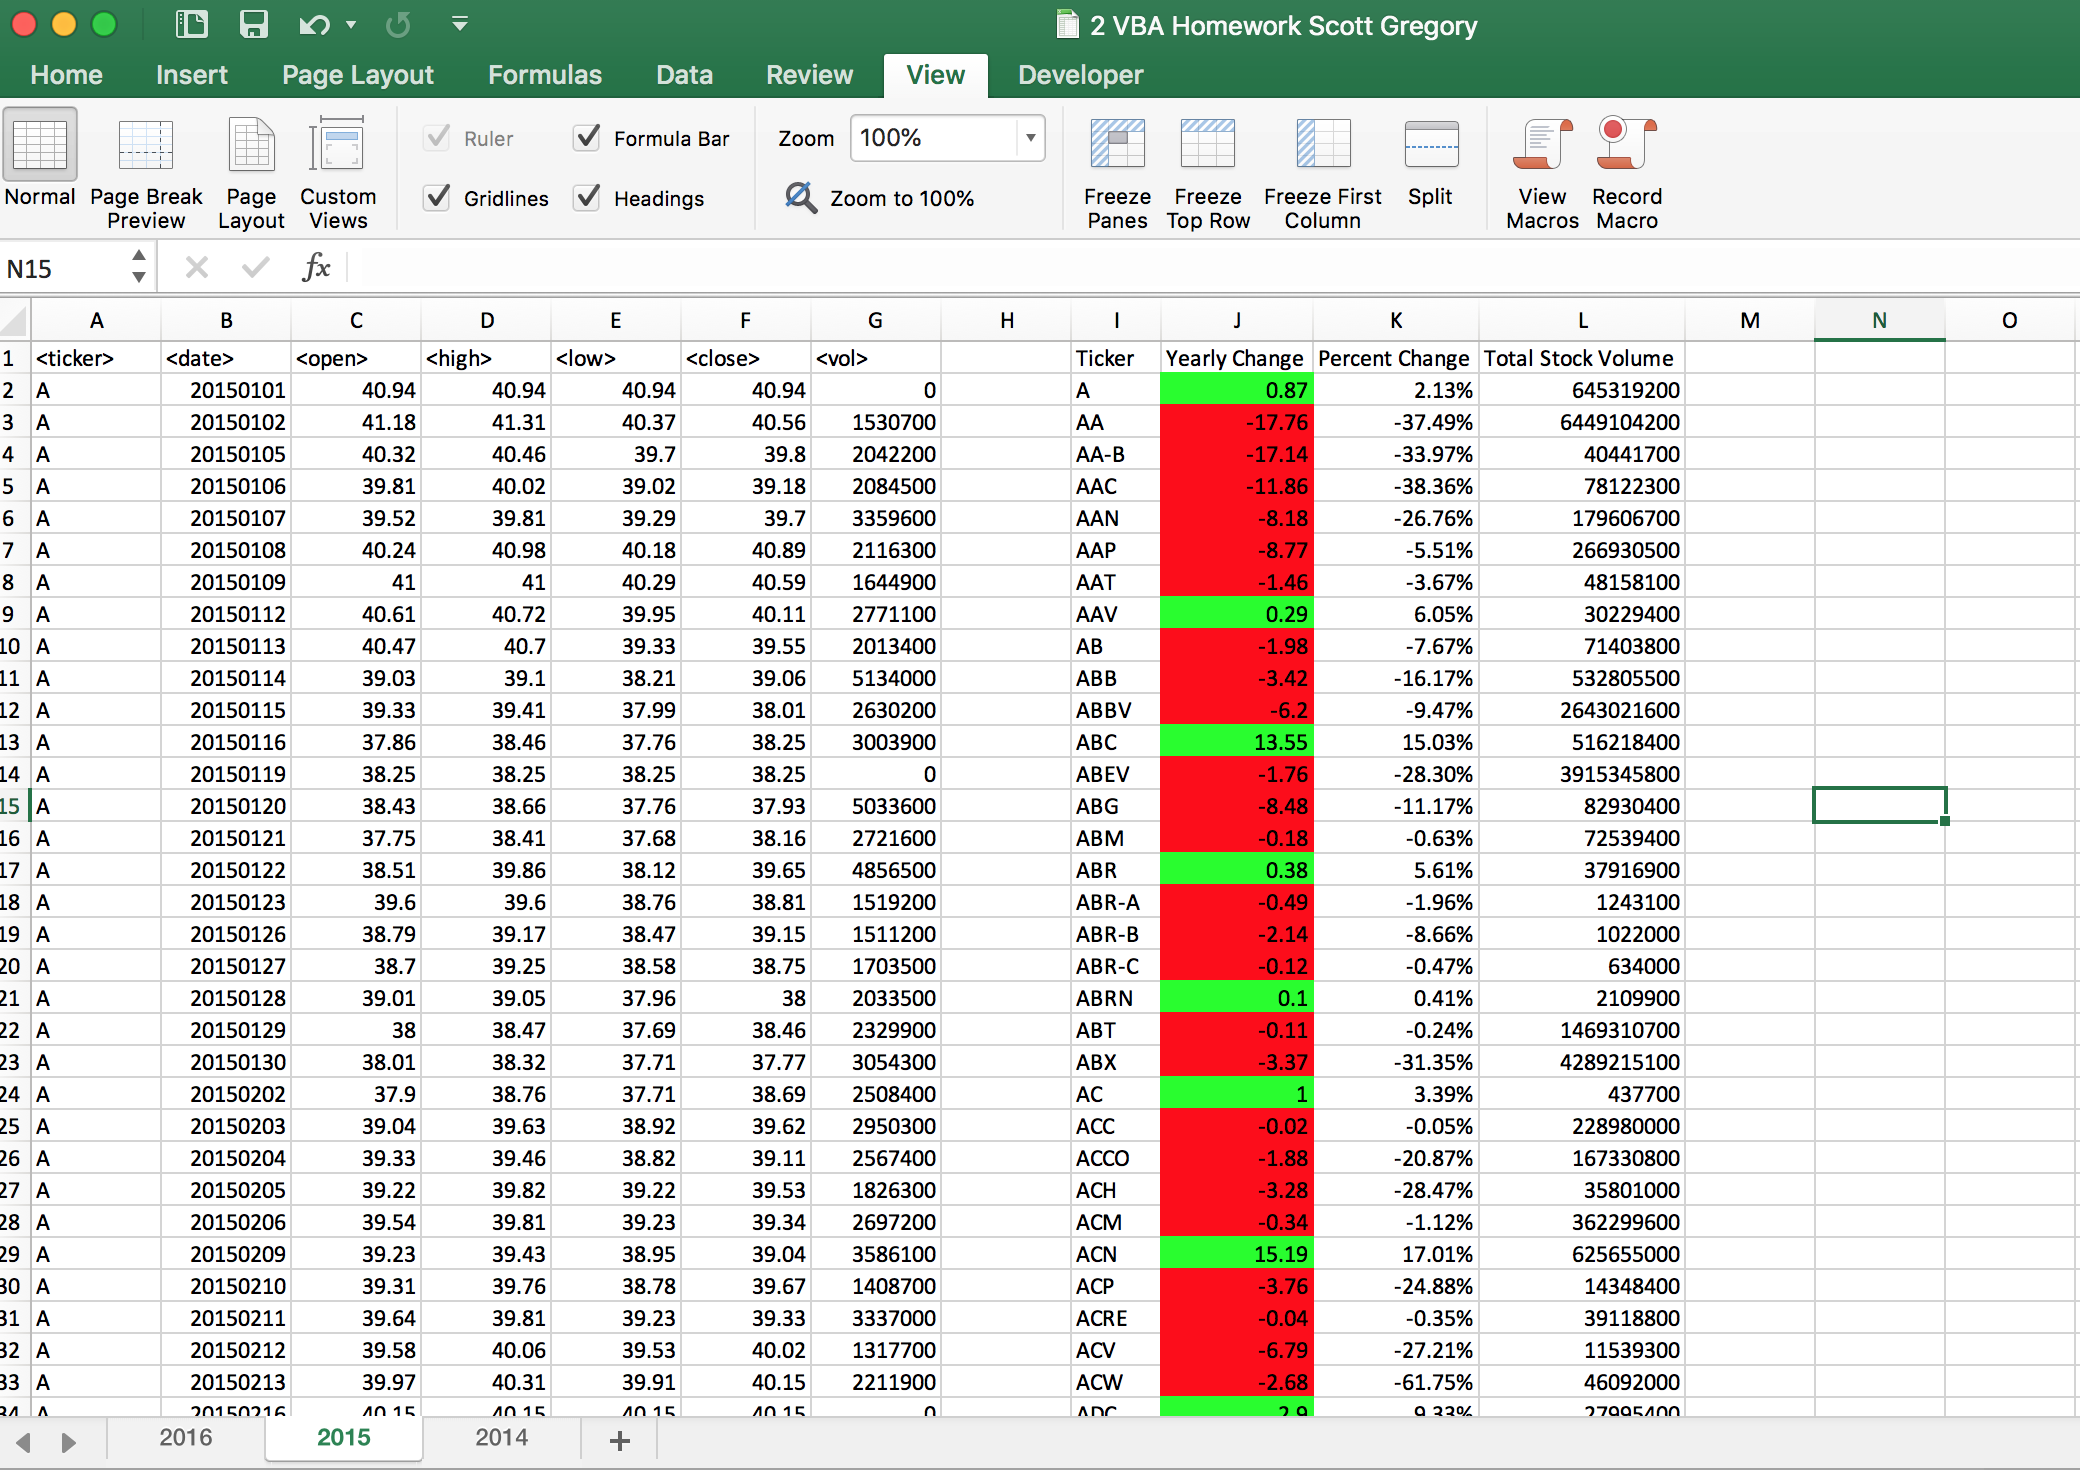 2 VBA Homework Scott Gregory
Home Insert Page Layout Formulas Data Review View Developer
Ruler Formula Bar Zoom 100%
Normal Page Break Preview Page Layout Custom Views Gridlines Headings Zoom to 100% Freeze Panes Freeze Top Row Freeze First Column Split View Macros Record Macro
N15 fx
A B C D E F G H I J K L M N O
1 <ticker> <date> <open> <high> <low> <close> <vol> Ticker Yearly Change Percent Change Total Stock Volume
2 A 20150101 40.94 40.94 40.94 40.94 0 A 0.87 2.13% 645319200
3 A 20150102 41.18 41.31 40.37 40.56 1530700 AA -17.76 -37.49% 6449104200
4 A 20150105 40.32 40.46 39.7 39.8 2042200 AA-B -17.14 -33.97% 40441700
5 A 20150106 39.81 40.02 39.02 39.18 2084500 AAC -11.86 -38.36% 78122300
6 A 20150107 39.52 39.81 39.29 39.7 3359600 AAN -8.18 -26.76% 179606700
7 A 20150108 40.24 40.98 40.18 40.89 2116300 AAP -8.77 -5.51% 266930500
8 A 20150109 41 41 40.29 40.59 1644900 AAT -1.46 -3.67% 48158100
9 A 20150112 40.61 40.72 39.95 40.11 2771100 AAV 0.29 6.05% 30229400
10 A 20150113 40.47 40.7 39.33 39.55 2013400 AB -1.98 -7.67% 71403800
11 A 20150114 39.03 39.1 38.21 39.06 5134000 ABB -3.42 -16.17% 532805500
12 A 20150115 39.33 39.41 37.99 38.01 2630200 ABBV -6.2 -9.47% 2643021600
13 A 20150116 37.86 38.46 37.76 38.25 3003900 ABC 13.55 15.03% 516218400
14 A 20150119 38.25 38.25 38.25 38.25 0 ABEV -1.76 -28.30% 3915345800
15 A 20150120 38.43 38.66 37.76 37.93 5033600 ABG -8.48 -11.17% 82930400
16 A 20150121 37.75 38.41 37.68 38.16 2721600 ABM -0.18 -0.63% 72539400
17 A 20150122 38.51 39.86 38.12 39.65 4856500 ABR 0.38 5.61% 37916900
18 A 20150123 39.6 39.6 38.76 38.81 1519200 ABR-A -0.49 -1.96% 1243100
19 A 20150126 38.79 39.17 38.47 39.15 1511200 ABR-B -2.14 -8.66% 1022000
20 A 20150127 38.7 39.25 38.58 38.75 1703500 ABR-C -0.12 -0.47% 634000
21 A 20150128 39.01 39.05 37.96 38 2033500 ABRN 0.1 0.41% 2109900
22 A 20150129 38 38.47 37.69 38.46 2329900 ABT -0.11 -0.24% 1469310700
23 A 20150130 38.01 38.32 37.71 37.77 3054300 ABX -3.37 -31.35% 4289215100
24 A 20150202 37.9 38.76 37.71 38.69 2508400 AC 1 3.39% 437700
25 A 20150203 39.04 39.63 38.92 39.62 2950300 ACC -0.02 -0.05% 228980000
26 A 20150204 39.33 39.46 38.82 39.11 2567400 ACCO -1.88 -20.87% 167330800
27 A 20150205 39.22 39.82 39.22 39.53 1826300 ACH -3.28 -28.47% 35801000
28 A 20150206 39.54 39.81 39.23 39.34 2697200 ACM -0.34 -1.12% 362299600
29 A 20150209 39.23 39.43 38.95 39.04 3586100 ACN 15.19 17.01% 625655000
30 A 20150210 39.31 39.76 38.78 39.67 1408700 ACP -3.76 -24.88% 14348400
31 A 20150211 39.64 39.81 39.23 39.33 3337000 ACRE -0.04 -0.35% 39118800
32 A 20150212 39.58 40.06 39.53 40.02 1317700 ACV -6.79 -27.21% 11539300
33 A 20150213 39.97 40.31 39.91 40.15 2211900 ACW -2.68 -61.75% 46092000
34 A 20150216 40.15 40.15 40.15 40.15 0 ADC 2.9 9.33% 27995400
2016 2015 2014 +